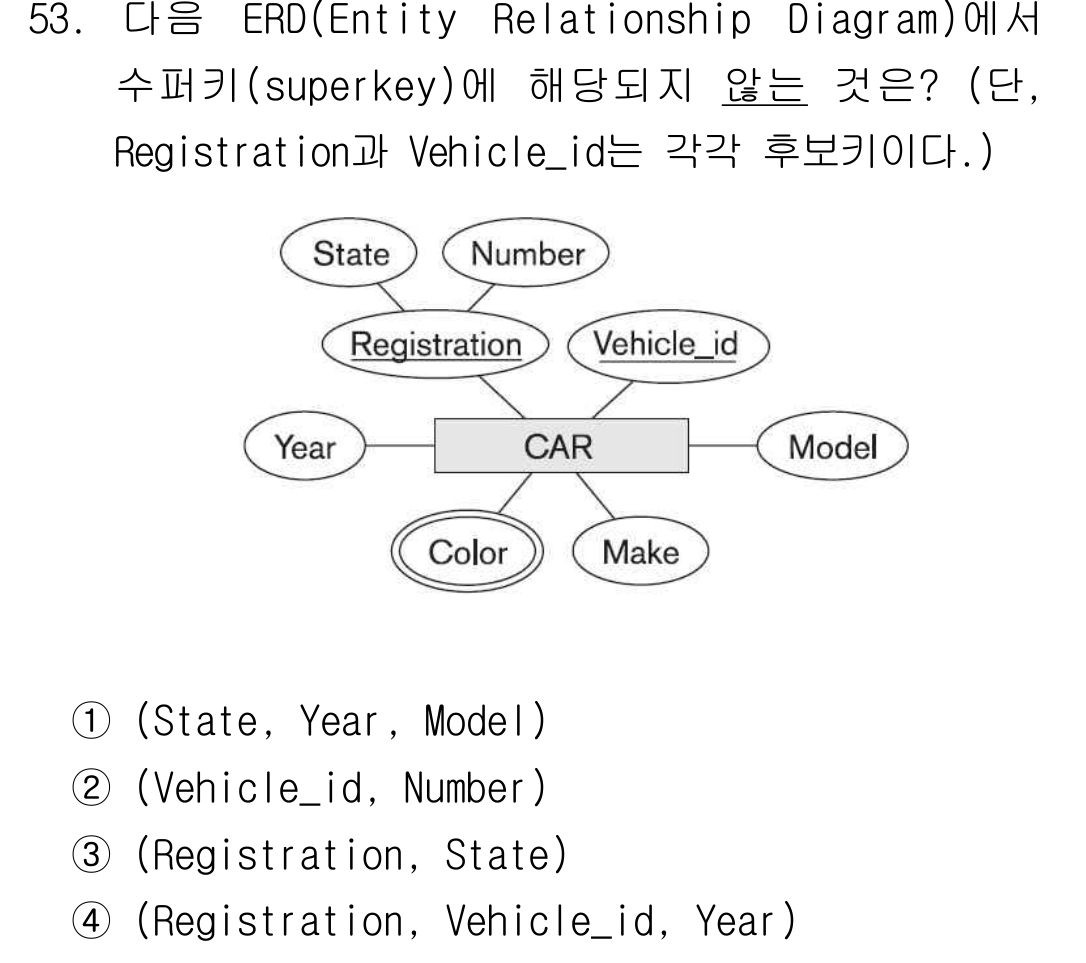 53. 다음 ERD(Entity Relationship Diagram)에서
수퍼키(superkey)에 해당되지 않는 것은? (단,
Registration과 Vehicle_id는 각각 후보키이다.)
State
Number
Registration
Vehicle_id
Year
CAR
Model
Color
Make
① (State, Year, Model)
② (Vehicle_id, Number)
③ (Registration, State)
④ (Registration, Vehicle_id, Year)